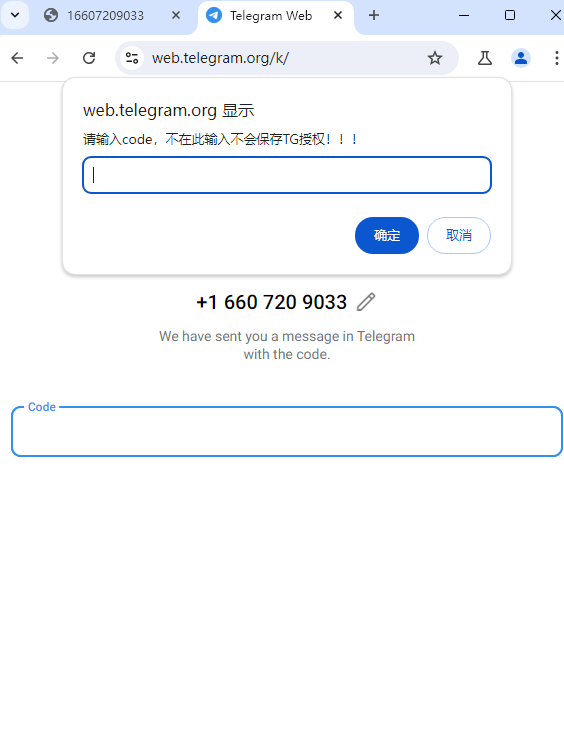 16607209033
Telegram Web
web.telegram.org/k/
web.telegram.org 显示
请输入code，不在此输入不会保存TG授权！！！
确定
取消
+1 660 720 9033
We have sent you a message in Telegram
with the code.
Code